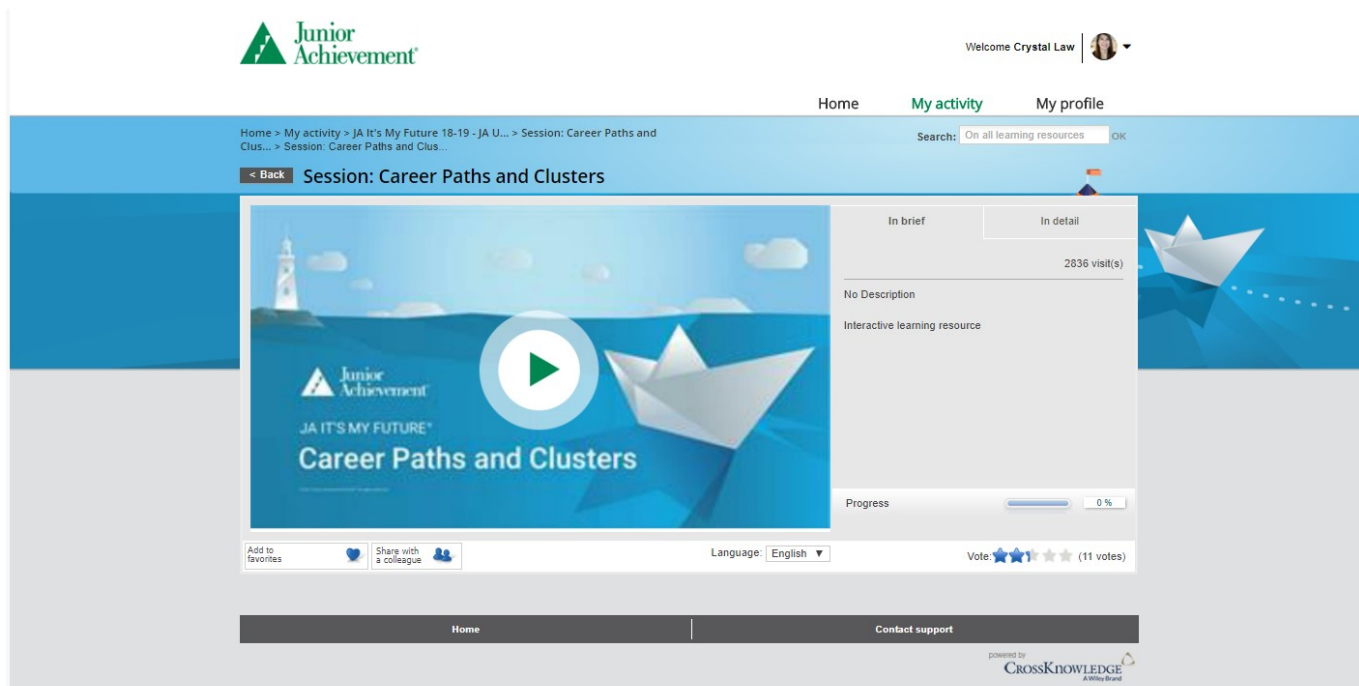 Junior
Achievement®
Welcome Crystal Law
Home My activity My profile
Home > My activity > JA It's My Future 18-19 - JA U... > Session: Career Paths and
Clus... > Session: Career Paths and Clus...
Search: On all learning resources OK
< Back Session: Career Paths and Clusters
In brief In detail
2836 visit(s)
No Description
Interactive learning resource
Junior
Achievement®
JA IT'S MY FUTURE®
Career Paths and Clusters
Progress 0 %
Add to
favorites
Share with
a colleague
Language: English
Vote: (11 votes)
Home Contact support
powered by
CROSSKNOWLEDGE
A Wiley Brand